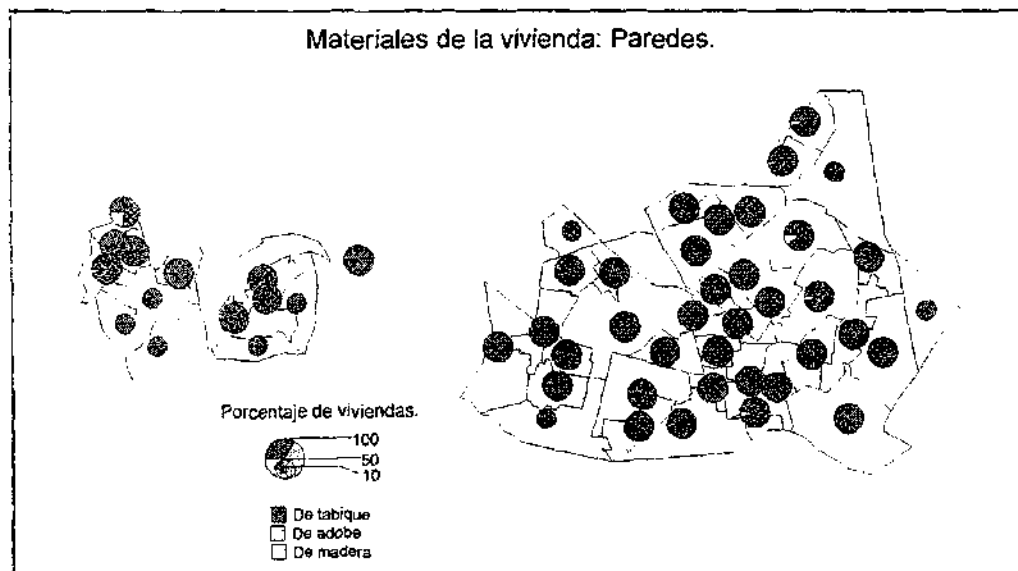 Materiales de la vivienda: Paredes.
Porcentaje de viviendas.
100
50
10
De tabique
De adobe
De madera